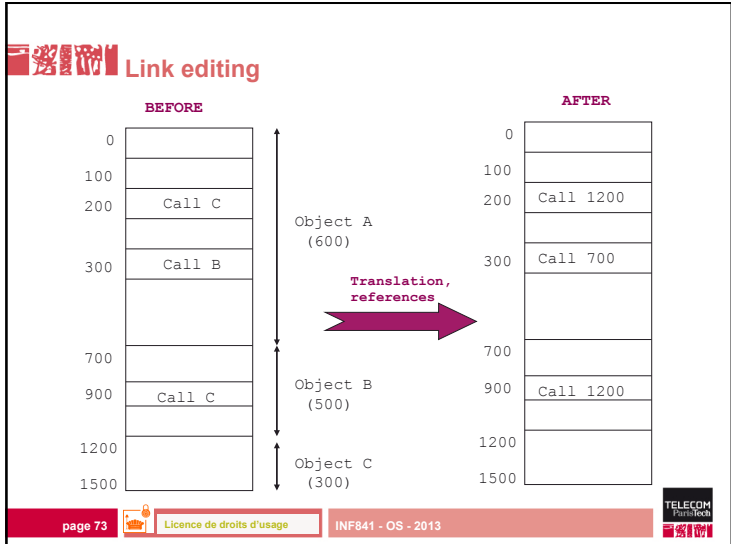 Link editing
BEFORE
0
100
200 Call C
300 Call B
700
900 Call C
1200
1500
Object A
(600)
Object B
(500)
Object C
(300)
Translation,
references
AFTER
0
100
200 Call 1200
300 Call 700
700
900 Call 1200
1200
1500
page 73 Licence de droits d'usage INF841 - OS - 2013
TELECOM
ParisTech